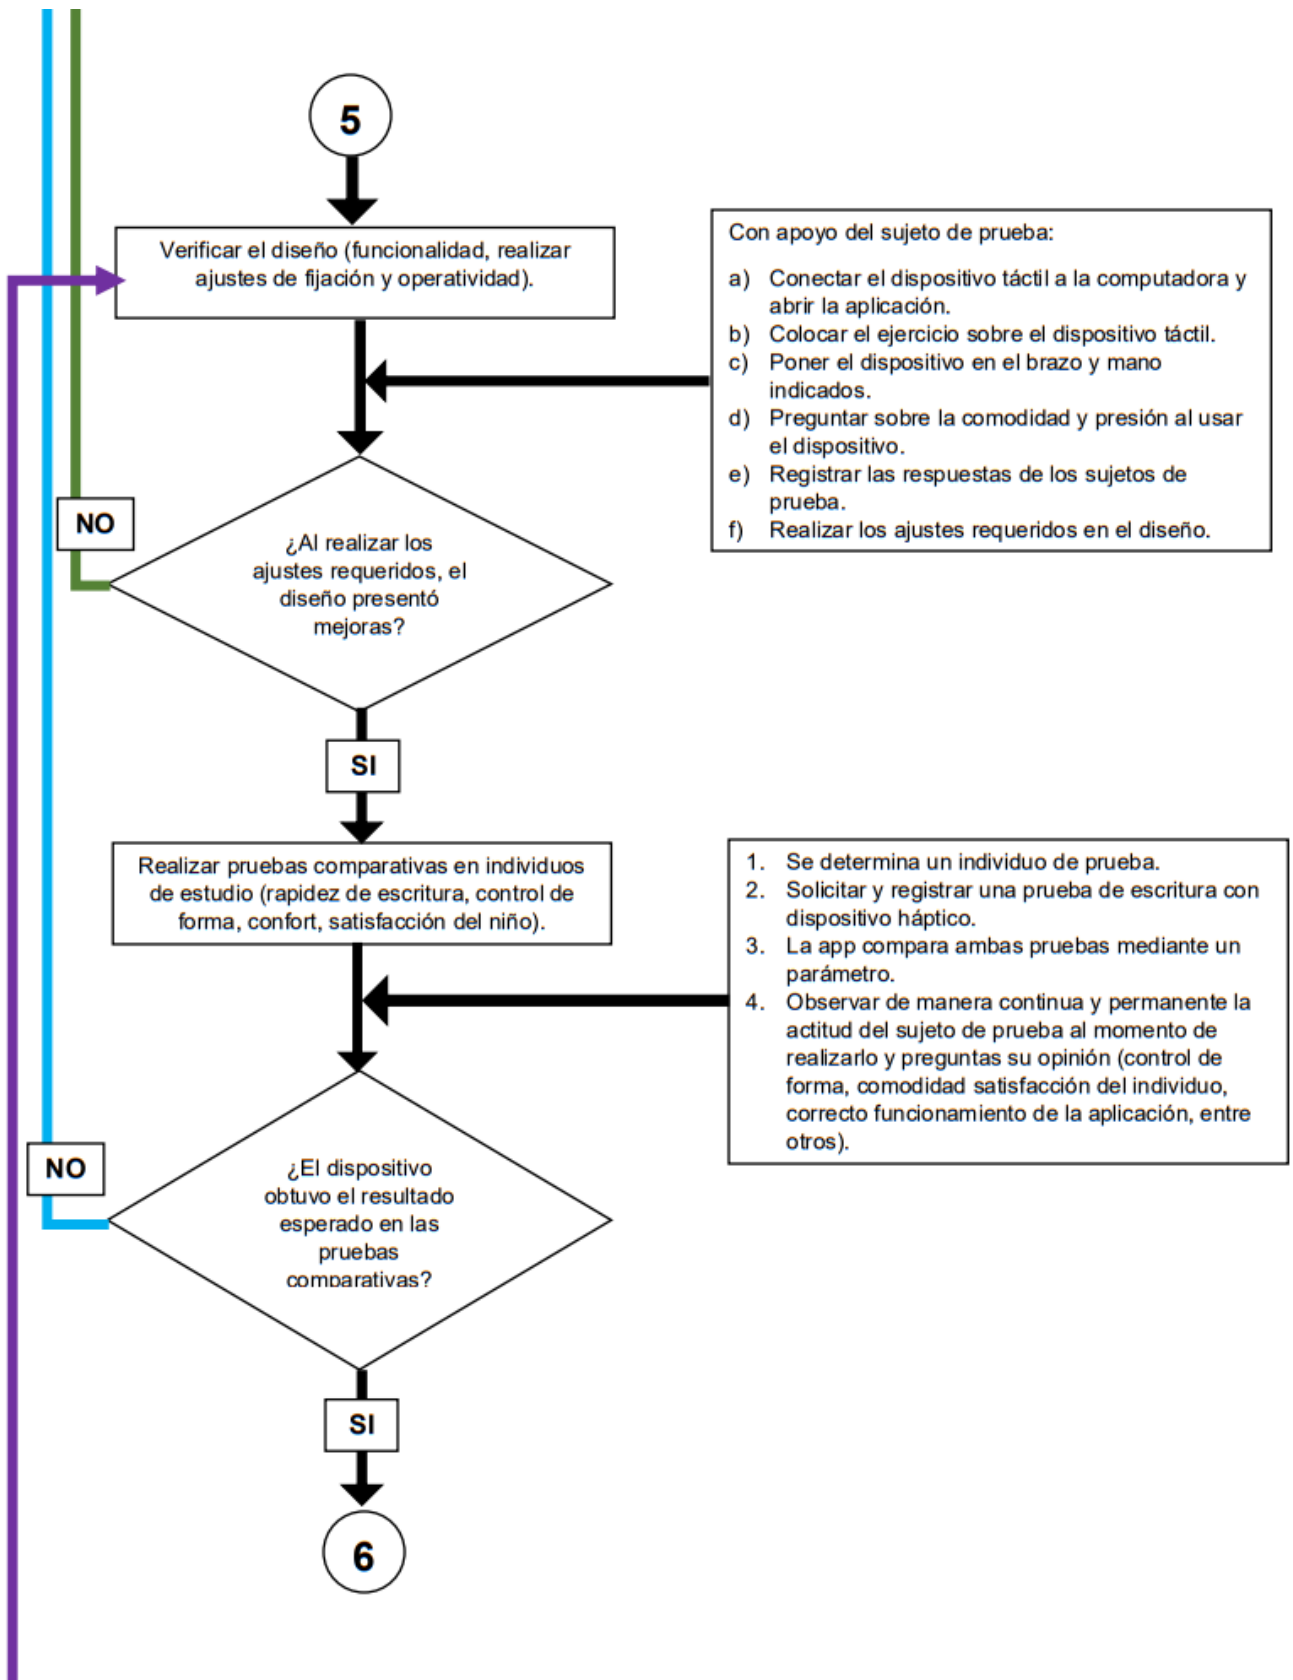 5
Verificar el diseño (funcionalidad, realizar
ajustes de fijación y operatividad).
Con apoyo del sujeto de prueba:
a) Conectar el dispositivo táctil a la computadora y
abrir la aplicación.
b) Colocar el ejercicio sobre el dispositivo táctil.
c) Poner el dispositivo en el brazo y mano
indicados.
d) Preguntar sobre la comodidad y presión al usar
el dispositivo.
e) Registrar las respuestas de los sujetos de
prueba.
f) Realizar los ajustes requeridos en el diseño.
NO
¿Al realizar los
ajustes requeridos, el
diseño presentó
mejoras?
SI
Realizar pruebas comparativas en individuos
de estudio (rapidez de escritura, control de
forma, confort, satisfacción del niño).
1. Se determina un individuo de prueba.
2. Solicitar y registrar una prueba de escritura con
dispositivo háptico.
3. La app compara ambas pruebas mediante un
parámetro.
4. Observar de manera continua y permanente la
actitud del sujeto de prueba al momento de
realizarlo y preguntas su opinión (control de
forma, comodidad satisfacción del individuo,
correcto funcionamiento de la aplicación, entre
otros).
NO
¿El dispositivo
obtuvo el resultado
esperado en las
pruebas
comparativas?
SI
6